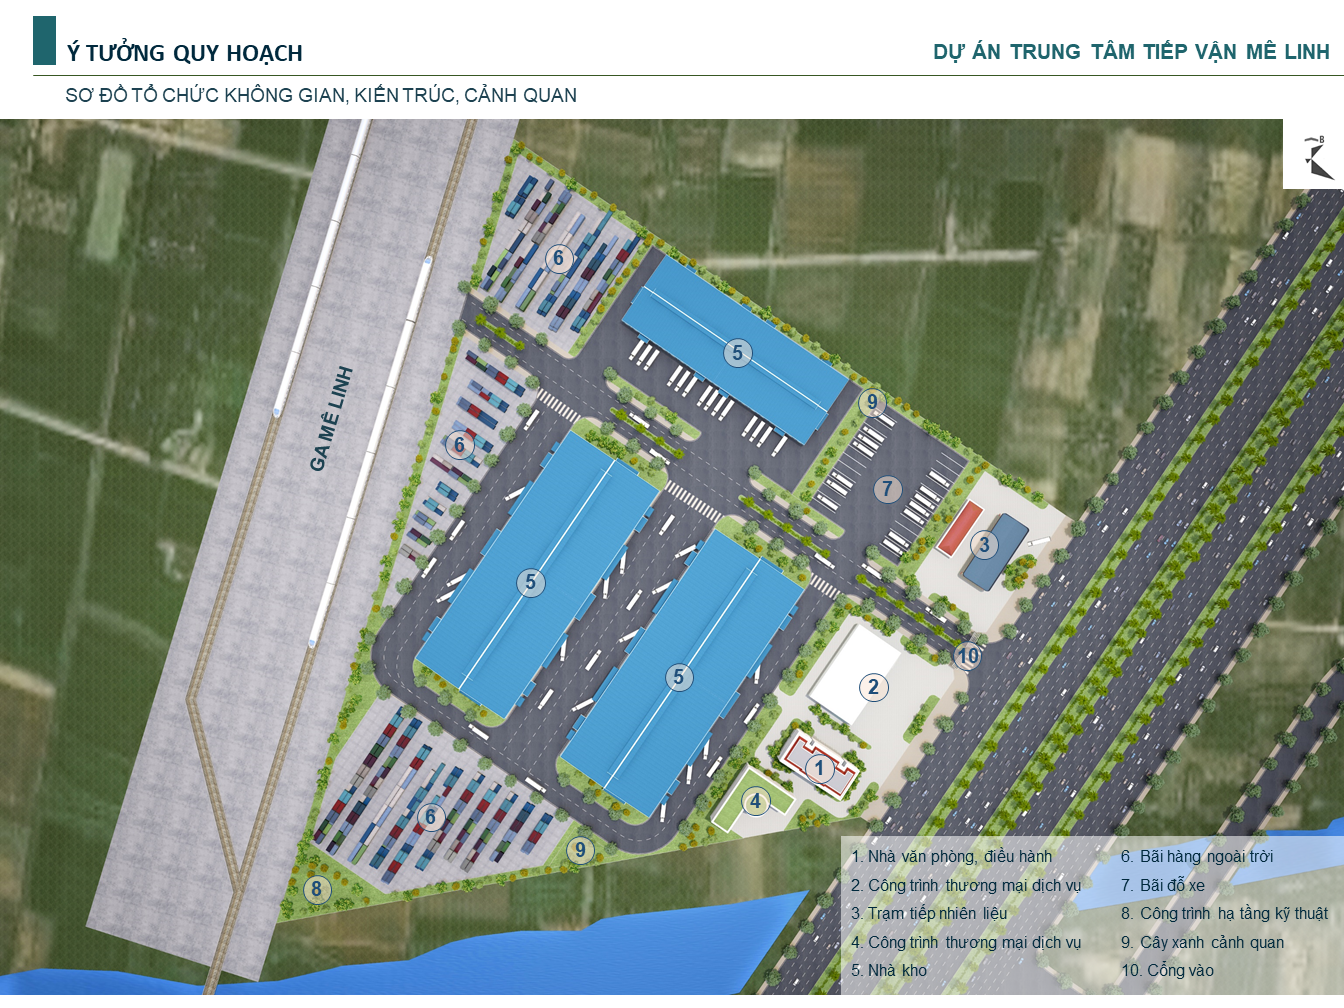 Ý TƯỞNG QUY HOẠCH
DỰ ÁN TRUNG TÂM TIẾP VẬN MÊ LINH
SƠ ĐỒ TỔ CHỨC KHÔNG GIAN, KIẾN TRÚC, CẢNH QUAN
B
6
5
9
GA MÊ LINH
6
7
3
5
10
5
2
1
4
6
9
8
1. Nhà văn phòng, điều hành
2. Công trình thương mại dịch vụ
3. Trạm tiếp nhiên liệu
4. Công trình thương mại dịch vụ
5. Nhà kho
6. Bãi hàng ngoài trời
7. Bãi đỗ xe
8. Công trình hạ tầng kỹ thuật
9. Cây xanh cảnh quan
10. Cổng vào